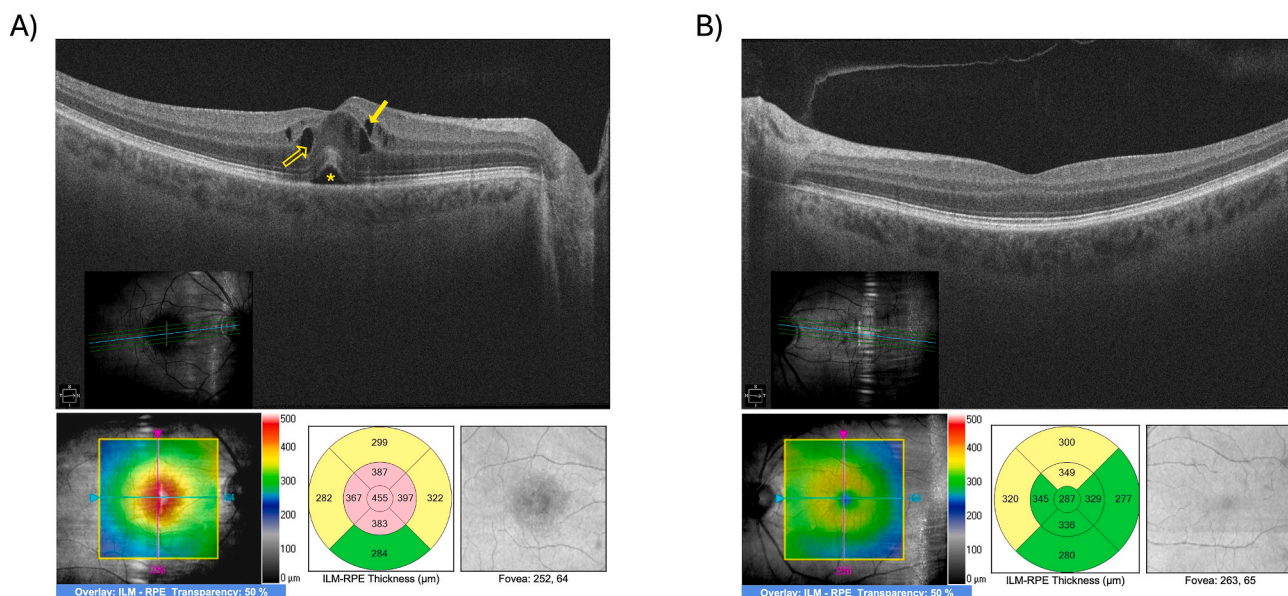 A)
B)
*
500
400
300
200
100
0 µm
Overlay: ILM - RPE Transparency: 50 %
299
387
282 367 455 397 322
383
284
ILM-RPE Thickness (µm)
Fovea: 252, 64
500
400
300
200
100
0 µm
Overlay: ILM - RPE Transparency: 50 %
300
349
320 345 287 329 277
336
280
ILM-RPE Thickness (µm)
Fovea: 263, 65